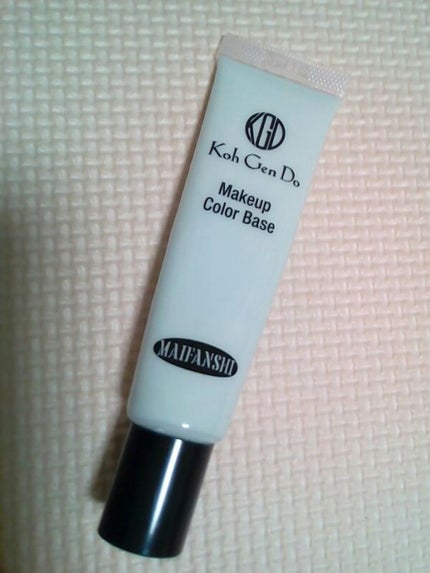 KGD
Koh Gen Do
Makeup
Color Base
MAIFANSHI